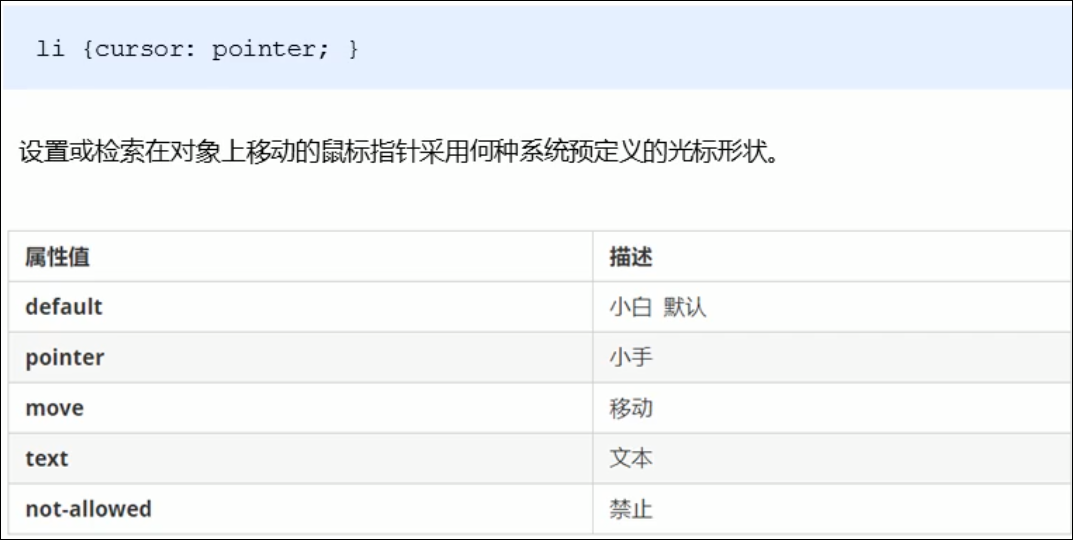 li {cursor: pointer; }
设置或检索在对象上移动的鼠标指针采用何种系统预定义的光标形状。
属性值 描述
default 小白 默认
pointer 小手
move 移动
text 文本
not-allowed 禁止